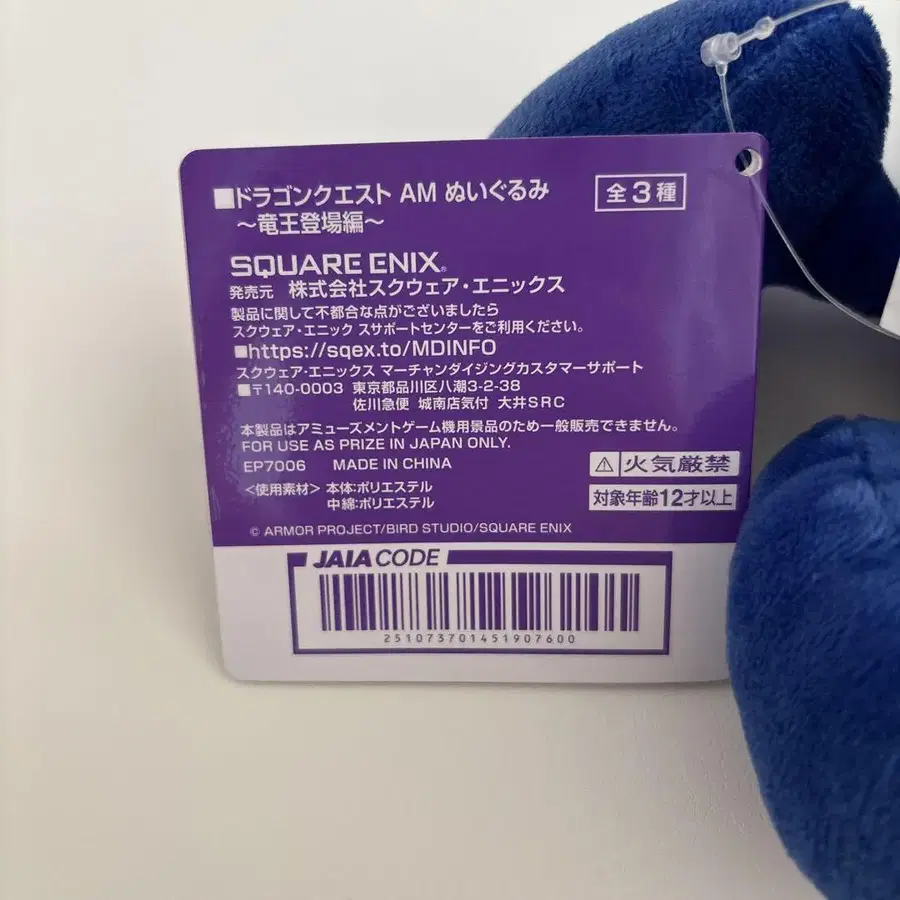 ■ドラゴンクエスト AM ぬいぐるみ
～竜王登場編～
全3種
SQUARE ENIX®
発売元 株式会社スクウェア・エニックス
製品に関して不都合な点がございましたら
スクウェア・エニック スサポートセンターをご利用ください。
■https://sqex.to/MDINFO
スクウェア・エニックス マーチャンダイジングカスタマーサポート
■〒140-0003 東京都品川区八潮3-2-38
佐川急便 城南店気付 大井SRC
本製品はアミューズメントゲーム機用景品のため一般販売できません。
FOR USE AS PRIZE IN JAPAN ONLY.
EP7006 MADE IN CHINA
⚠火気厳禁
<使用素材> 本体:ポリエステル
中綿:ポリエステル
対象年齢12才以上
© ARMOR PROJECT/BIRD STUDIO/SQUARE ENIX
JAIA CODE
251073701451907600